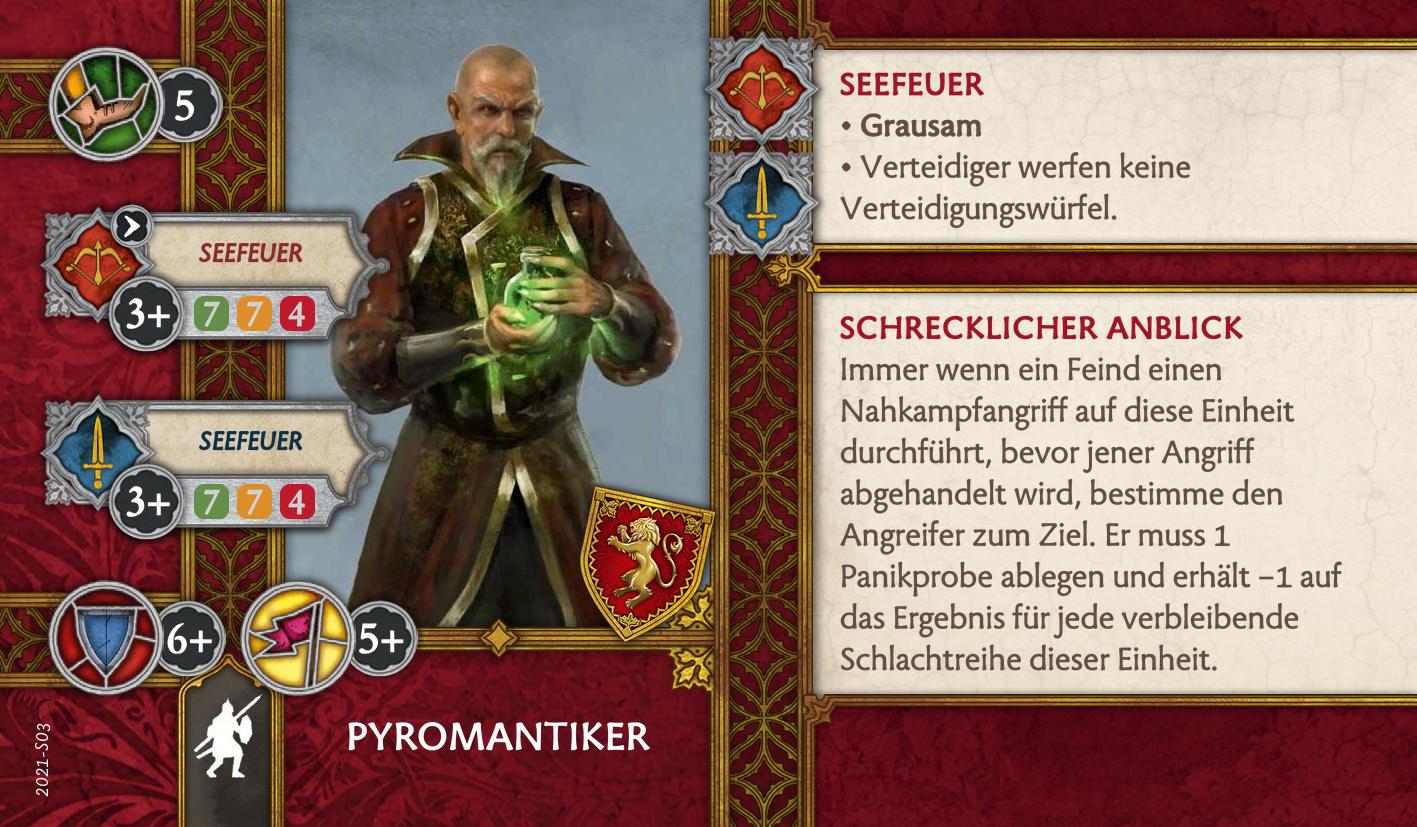 5
SEEFEUER
3+
7 7 4
SEEFEUER
3+
7 7 4
6+
5+
PYROMANTIKER
2021-S03
SEEFEUER
• Grausam
• Verteidiger werfen keine
Verteidigungswürfel.
SCHRECKLICHER ANBLICK
Immer wenn ein Feind einen
Nahkampfangriff auf diese Einheit
durchführt, bevor jener Angriff
abgehandelt wird, bestimme den
Angreifer zum Ziel. Er muss 1
Panikprobe ablegen und erhält −1 auf
das Ergebnis für jede verbleibende
Schlachtreihe dieser Einheit.